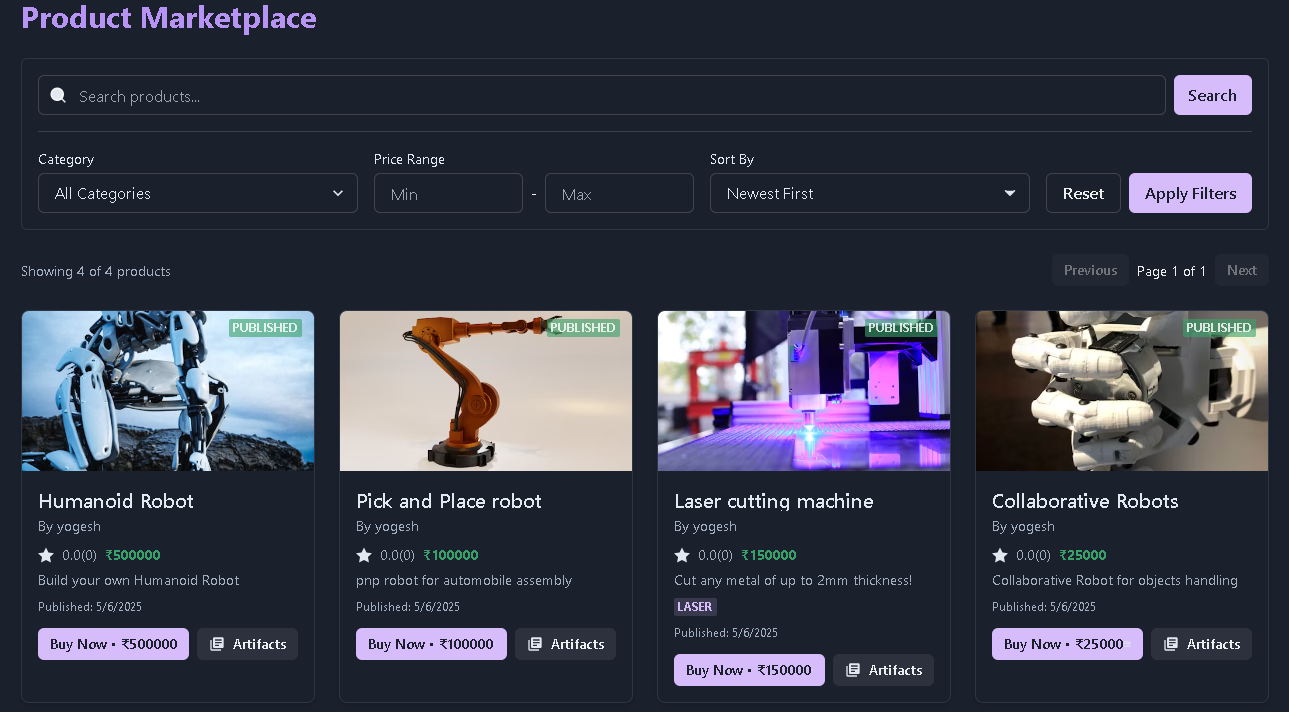 Product Marketplace
Search products...
Search
Category
Price Range
Sort By
All Categories
Min
-
Max
Newest First
Reset
Apply Filters
Showing 4 of 4 products
Previous
Page 1 of 1
Next
PUBLISHED
Humanoid Robot
By yogesh
0.0(0) ₹500000
Build your own Humanoid Robot
Published: 5/6/2025
Buy Now • ₹500000
Artifacts
PUBLISHED
Pick and Place robot
By yogesh
0.0(0) ₹100000
pnp robot for automobile assembly
Published: 5/6/2025
Buy Now • ₹100000
Artifacts
PUBLISHED
Laser cutting machine
By yogesh
0.0(0) ₹150000
Cut any metal of up to 2mm thickness!
LASER
Published: 5/6/2025
Buy Now • ₹150000
Artifacts
PUBLISHED
Collaborative Robots
By yogesh
0.0(0) ₹25000
Collaborative Robot for objects handling
Published: 5/6/2025
Buy Now • ₹25000
Artifacts